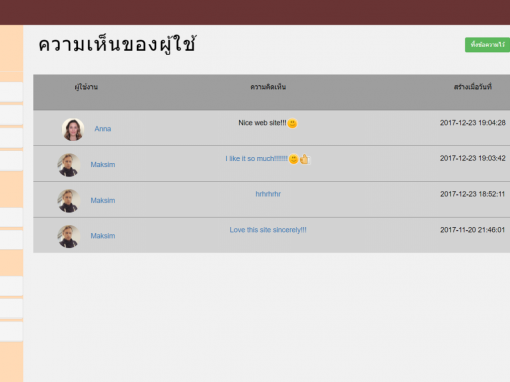 ความเห็นของผู้ใช้
ทิ้งข้อความไว้
ผู้ใช้งาน ความคิดเห็น สร้างเมื่อวันที่
Anna Nice web site!!! 2017-12-23 19:04:28
Maksim I like it so much!!!!!!! 2017-12-23 19:03:42
Maksim hrhrhrhr 2017-12-23 18:52:11
Maksim Love this site sincerely!!! 2017-11-20 21:46:01